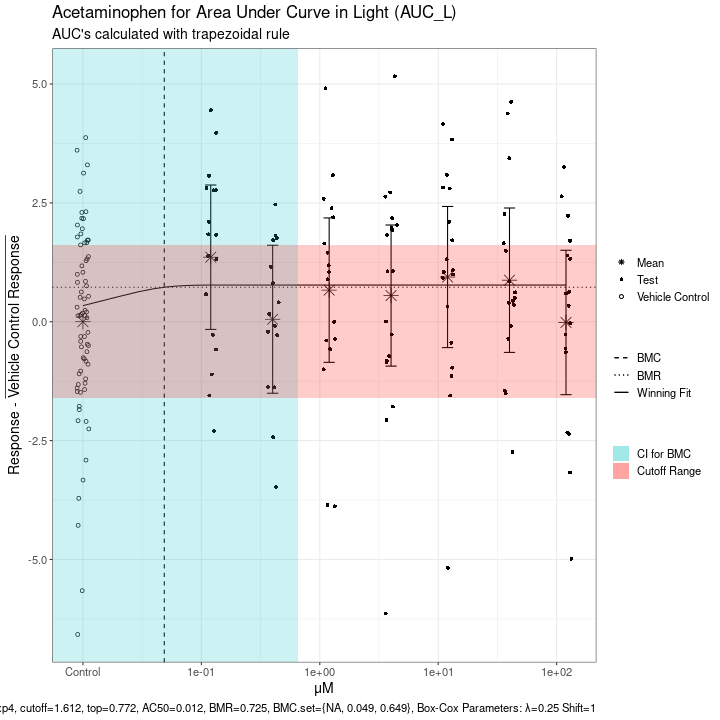 Acetaminophen for Area Under Curve in Light (AUC_L)
AUC's calculated with trapezoidal rule
Response - Vehicle Control Response
5.0
2.5
0.0
-2.5
-5.0
Control
1e-01
1e+00
1e+01
1e+02
μM
Mean
Test
Vehicle Control
BMC
BMR
Winning Fit
CI for BMC
Cutoff Range
cutoff=1.612, top=0.772, AC50=0.012, BMR=0.725, BMC.set={NA, 0.049, 0.649}, Box-Cox Parameters: λ=0.25 Shift=1